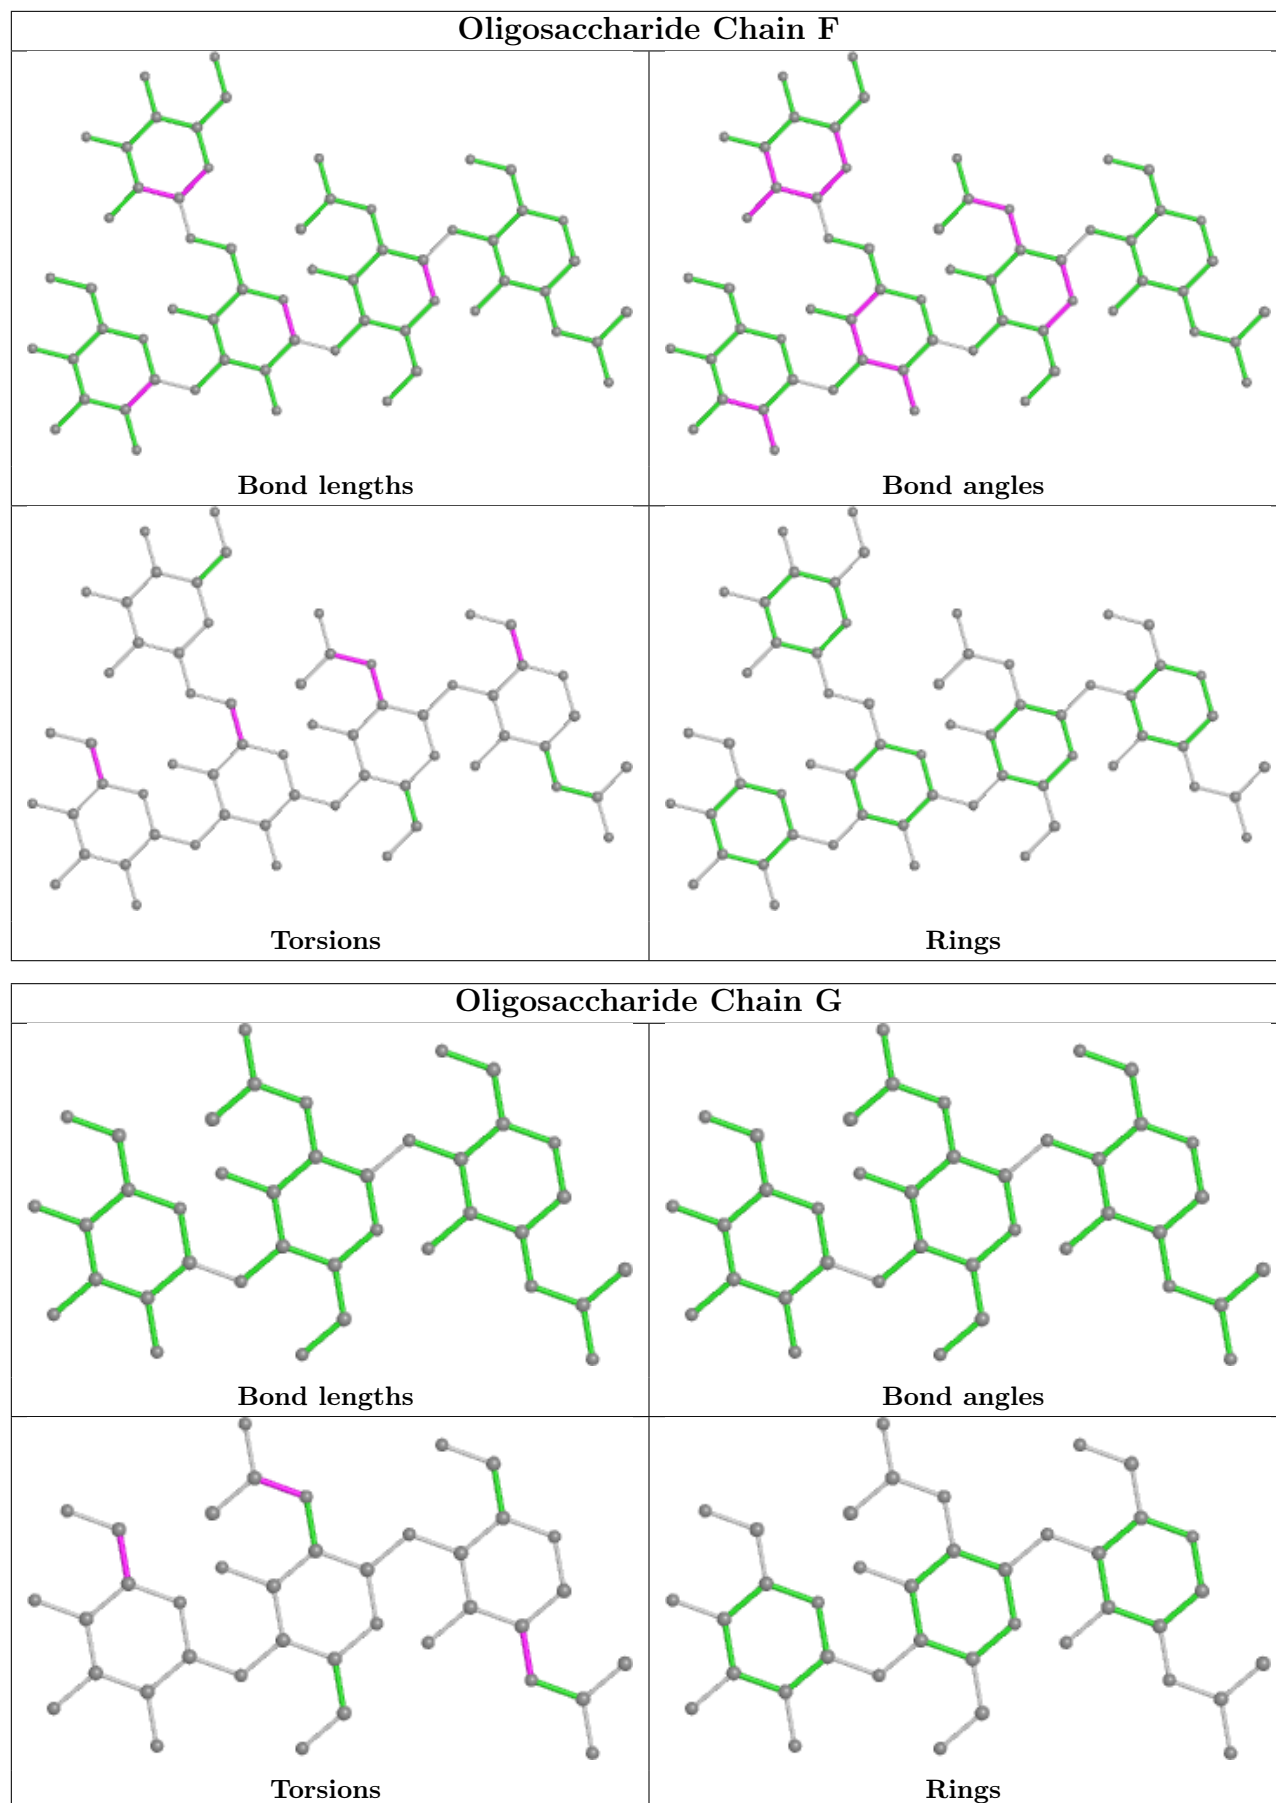 Oligosaccharide Chain F
Bond lengths
Bond angles
Torsions
Rings
Oligosaccharide Chain G
Bond lengths
Bond angles
Torsions
Rings